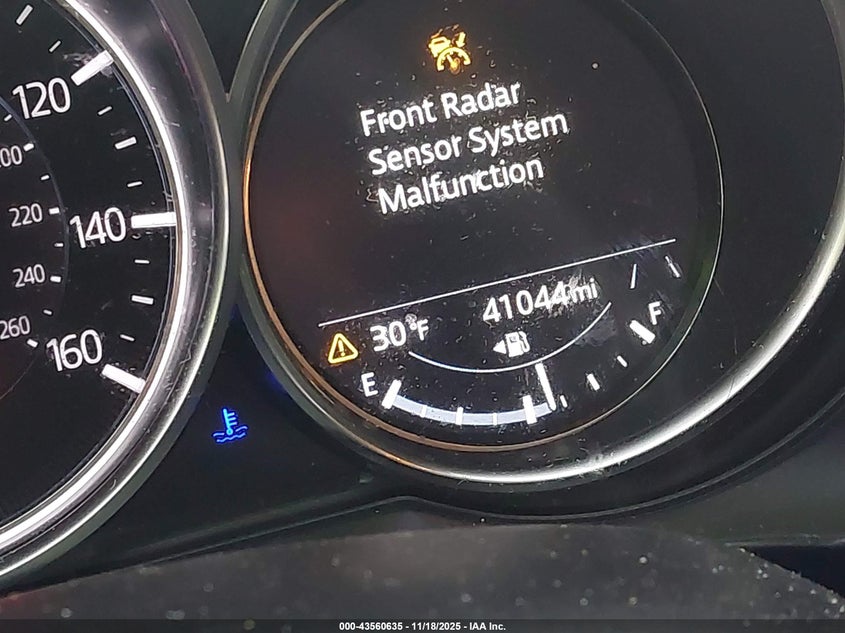 120
140
160
00
220
240
260
Front Radar
Sensor System
Malfunction
30°F
41044mi
E
F
000-43560635 - 11/18/2025 - IAA Inc.